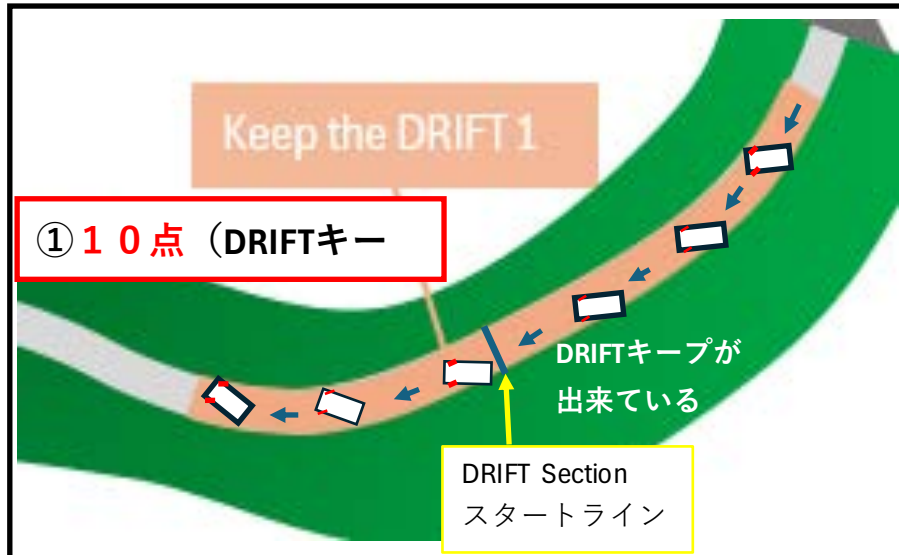 Keep the DRIFT 1
①１０点（DRIFTキー
DRIFTキープが
出来ている
DRIFT Section
スタートライン